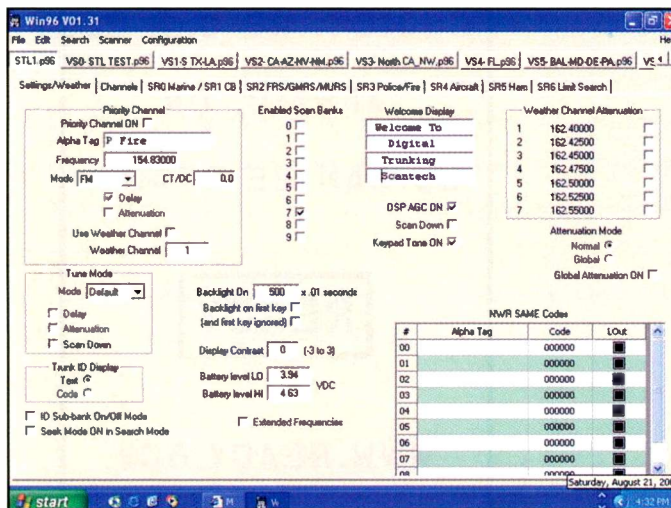 Win96 V01.31
File Edit Search Scanner Configuration He
STL1.p96 VS0- STL TEST.p96 VS1-S TX-LA.p96 VS2- CA-AZ-NV-NM.p96 VS3- North CA_NW.p96 VS4- FL.p96 VS5- BAL-MD-DE-PA.p96
Settings/Weather Channels SR0 Marine / SR1 CB SR2 FRS/GMRS/MURS SR3 Police/Fire SR4 Aircraft SR5 Ham SR6 Limit Search
Priority Channel
Priority Channel ON
Alpha Tag P Fire
Frequency 154.83000
Mode FM CT/DC 0.0
Delay
Attenuation
Use Weather Channel
Weather Channel 1
Enabled Scan Banks
0
1
2
3
4
5
6
7
8
9
Welcome Display
Welcome To
Digital
Trunking
Scantech
DSP AGC ON
Scan Down
Keypad Tone ON
Weather Channel Attenuation
1 162.40000
2 162.42500
3 162.45000
4 162.47500
5 162.50000
6 162.52500
7 162.55000
Attenuation Mode
Normal
Global
Global Attenuation ON
Tune Mode
Mode Default
Delay
Attenuation
Scan Down
Trunk ID Display
Text
Code
ID Sub-bank On/Off Mode
Seek Mode ON in Search Mode
Backlight On 500 x .01 seconds
Backlight on first key
(and first key ignored)
Display Contrast 0 (-3 to 3)
Battery level LO 3.94
Battery level HI 4.63
VDC
Extended Frequencies
NWR SAME Codes
# Alpha Tag Code LOut
00 000000
01 000000
02 000000
03 000000
04 000000
05 000000
06 000000
07 000000
08 000000
Saturday, August 21, 20
start M W 4:32 PM